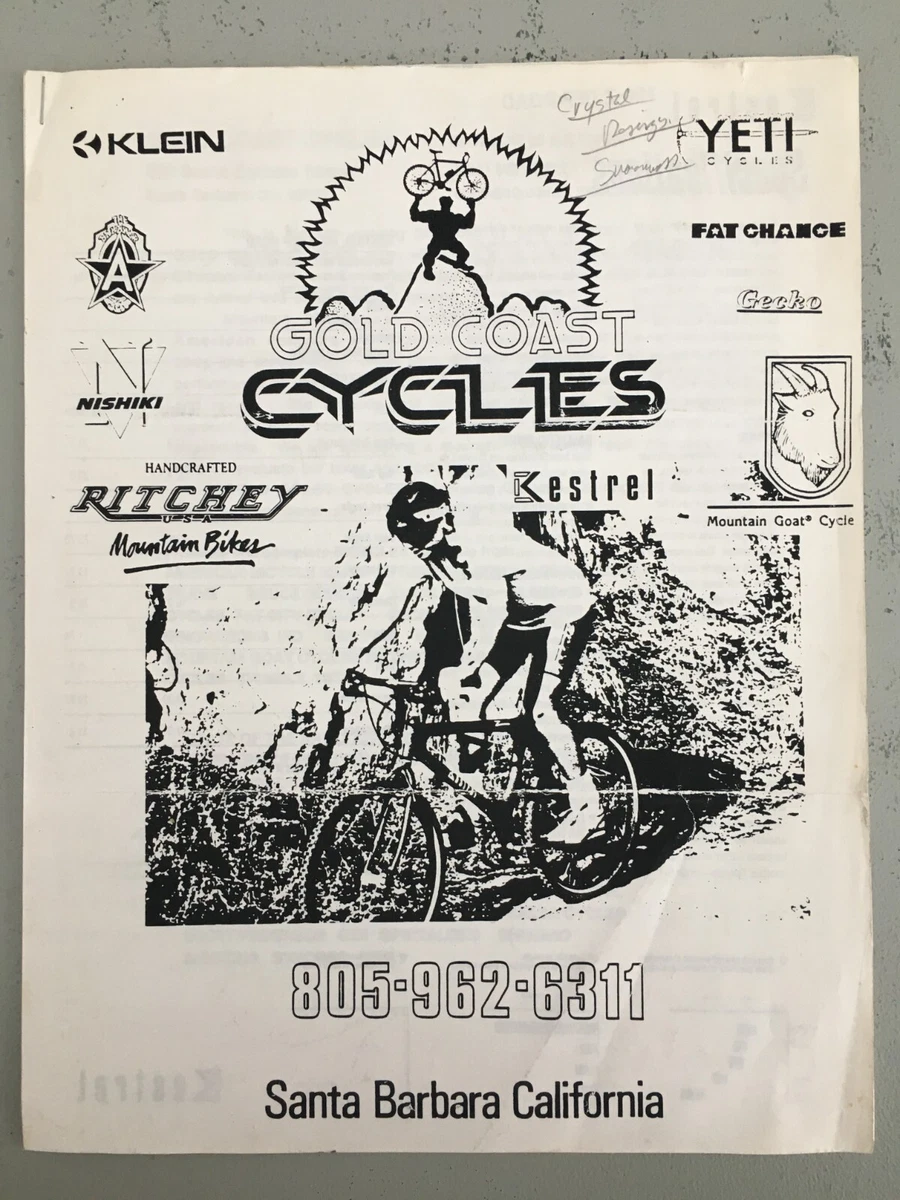 KLEIN
Crystal
YETI
CYCLES
FAT CHANCE
A
Gecko
GOLD COAST
CYCLES
N
NISHIKI
HANDCRAFTED
RITCHEY
USA
Mountain Bikes
Kestrel
Mountain Goat® Cycle
805-962-6311
Santa Barbara California